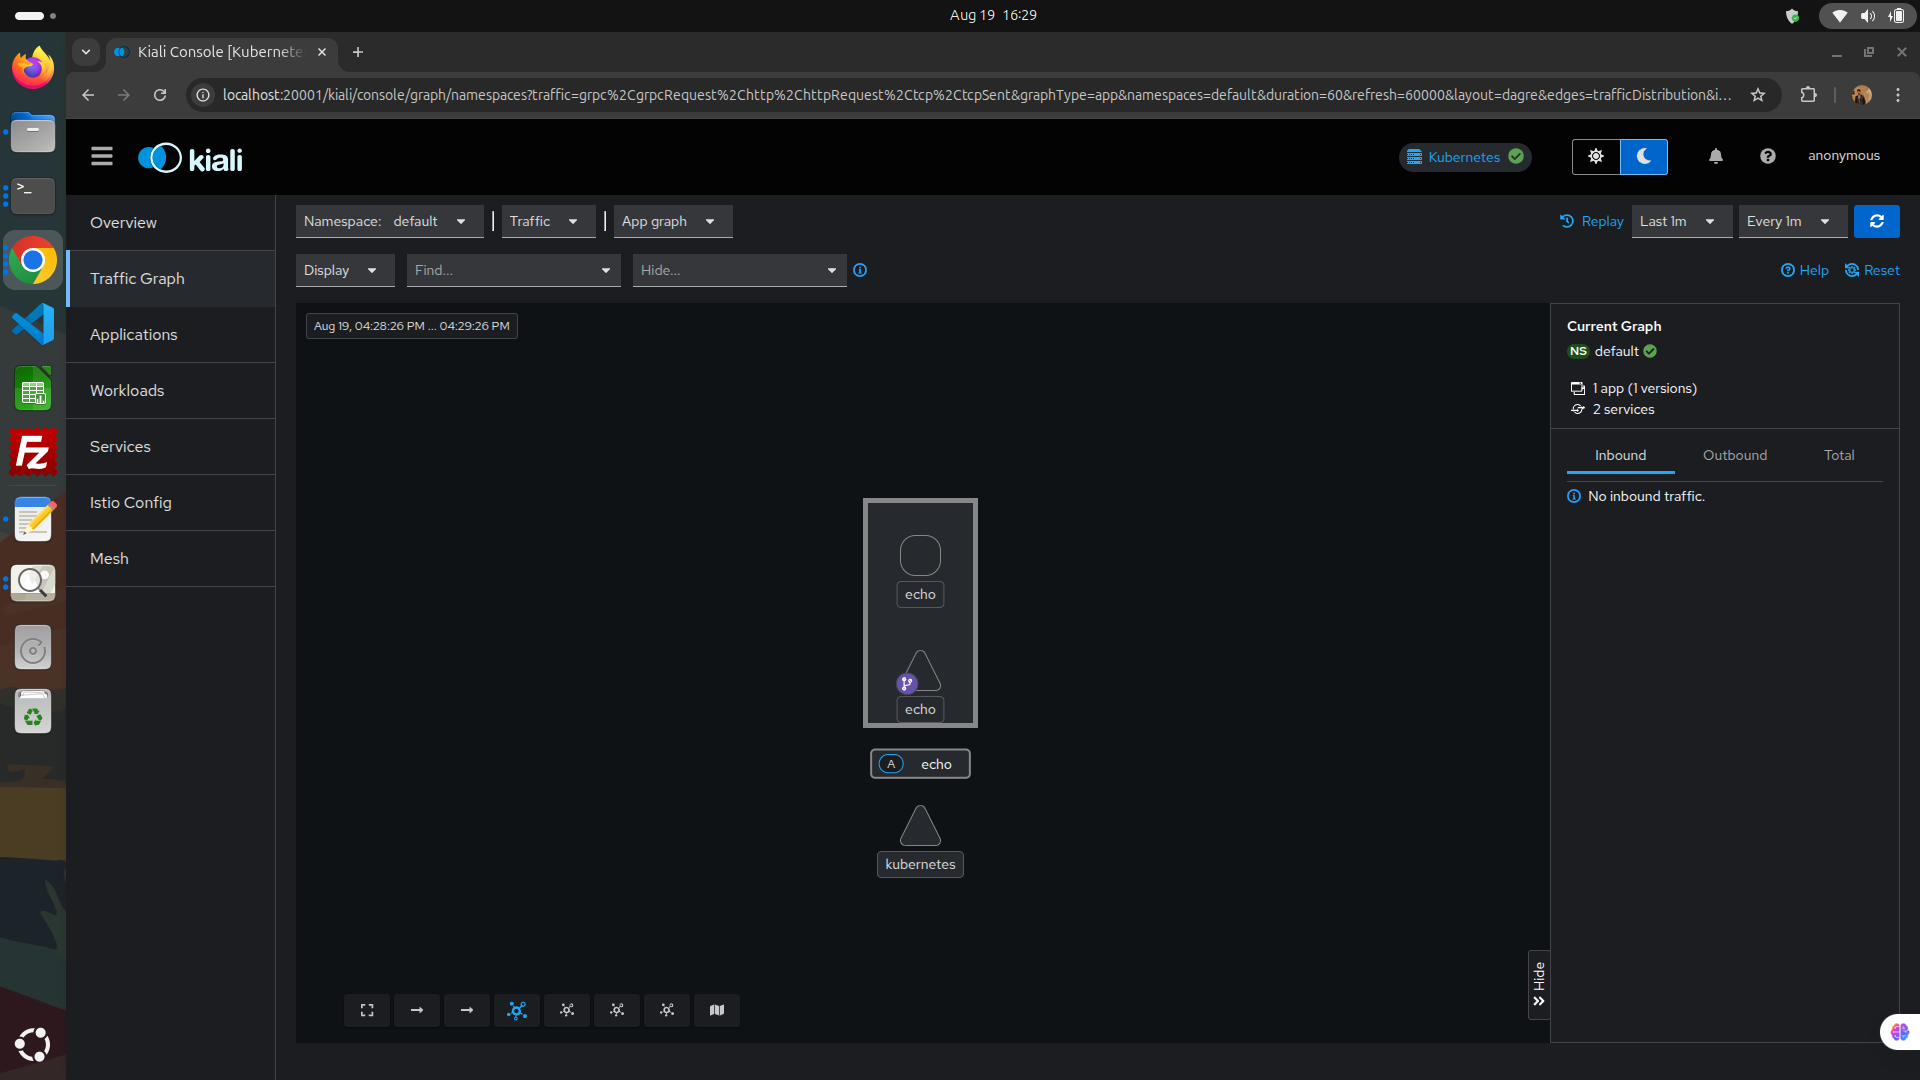 Aug 19 16:29
Kiali Console [Kubernete
localhost:20001/kiali/console/graph/namespaces?traffic=grpc%2CgrpcRequest%2Chttp%2ChttpRequest%2Ctcp%2CtcpSent&graphType=app&namespaces=default&duration=60&refresh=60000&layout=dagre&edges=trafficDistribution&i...
kiali
Kubernetes
anonymous
Overview
Traffic Graph
Applications
Workloads
Services
Istio Config
Mesh
Namespace: default
Traffic
App graph
Replay
Last 1m
Every 1m
Display
Find...
Hide...
Help
Reset
Aug 19, 04:28:26 PM ... 04:29:26 PM
echo
echo
A echo
kubernetes
Hide
Current Graph
NS default
1 app (1 versions)
2 services
Inbound
Outbound
Total
No inbound traffic.
>_
Fz